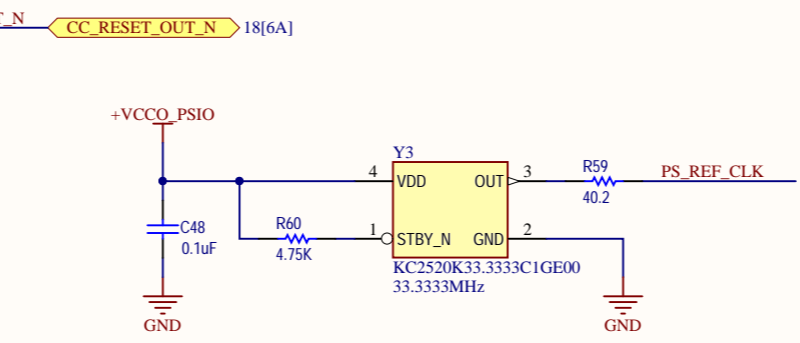 T_N
CC_RESET_OUT_N 18[6A]
+VCCO_PSIO
Y3
4 VDD OUT 3 R59 PS_REF_CLK
40.2
C48 R60 1 STBY_N GND 2
0.1uF 4.75K
KC2520K33.3333C1GE00
33.3333MHz
GND GND